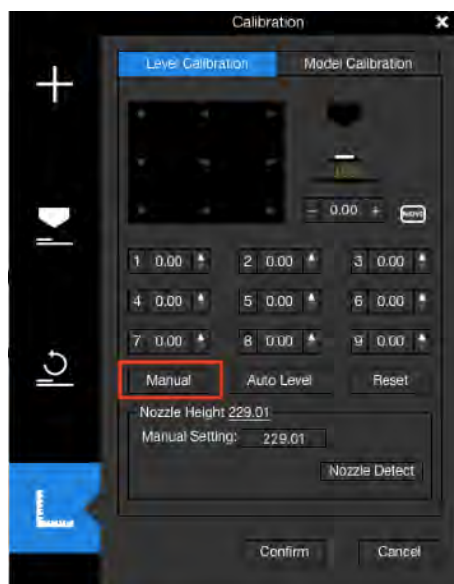 Calibration
Level Calibration Model Calibration
− 0.00 +
1 0.00 2 0.00 3 0.00
4 0.00 5 0.00 6 0.00
7 0.00 8 0.00 9 0.00
Manual Auto Level Reset
Nozzle Height 229.01
Manual Setting: 229.01
Nozzle Detect
Confirm Cancel